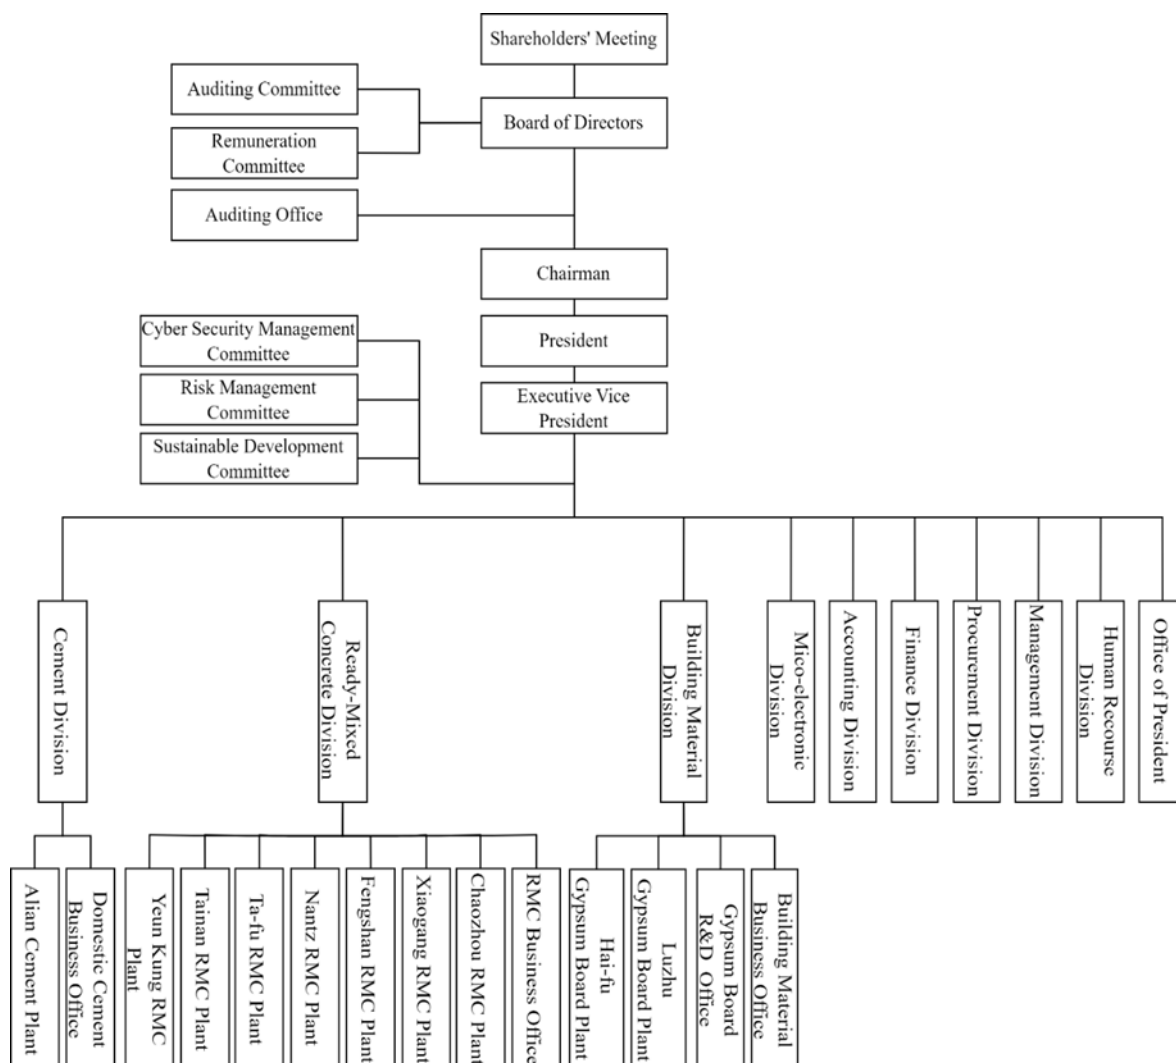 Shareholders' Meeting
Auditing Committee
Board of Directors
Remuneration
Committee
Auditing Office
Chairman
Cyber Security Management
Committee
President
Risk Management
Committee
Executive Vice
President
Sustainable Development
Committee
Cement Division
Ready-Mixed
Concrete Division
Building Material
Division
Mico-electronic
Division
Accounting Division
Finance Division
Procurement Division
Management Division
Human Recourse
Division
Office of President
Alian Cement Plant
Domestic Cement
Business Office
Yeun Kung RMC
Plant
Tainan RMC Plant
Ta-fu RMC Plant
Nantz RMC Plant
Fengshan RMC Plant
Xiaogang RMC Plant
Chaozhou RMC Plant
RMC Business Office
Hai-fu
Gypsum Board Plant
Luzhu
Gypsum Board Plant
Gypsum Board
R&D Office
Building Material
Business Office